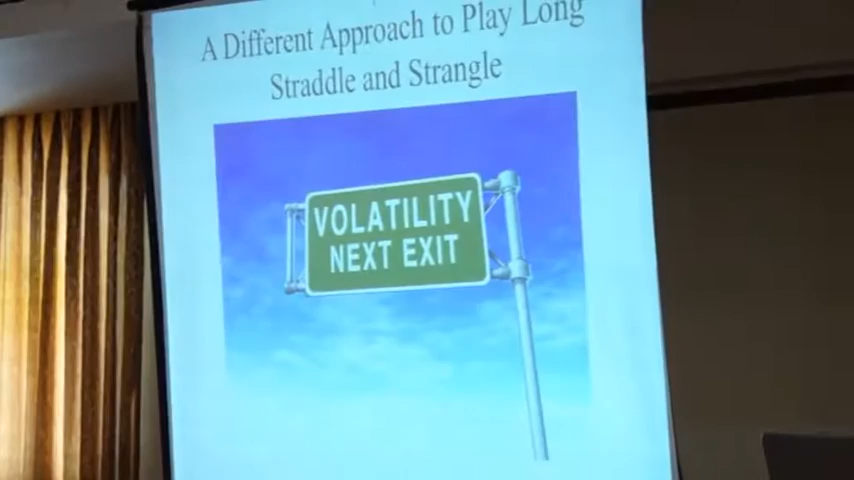 A Different Approach to Play Long
Straddle and Strangle
VOLATILITY
NEXT EXIT